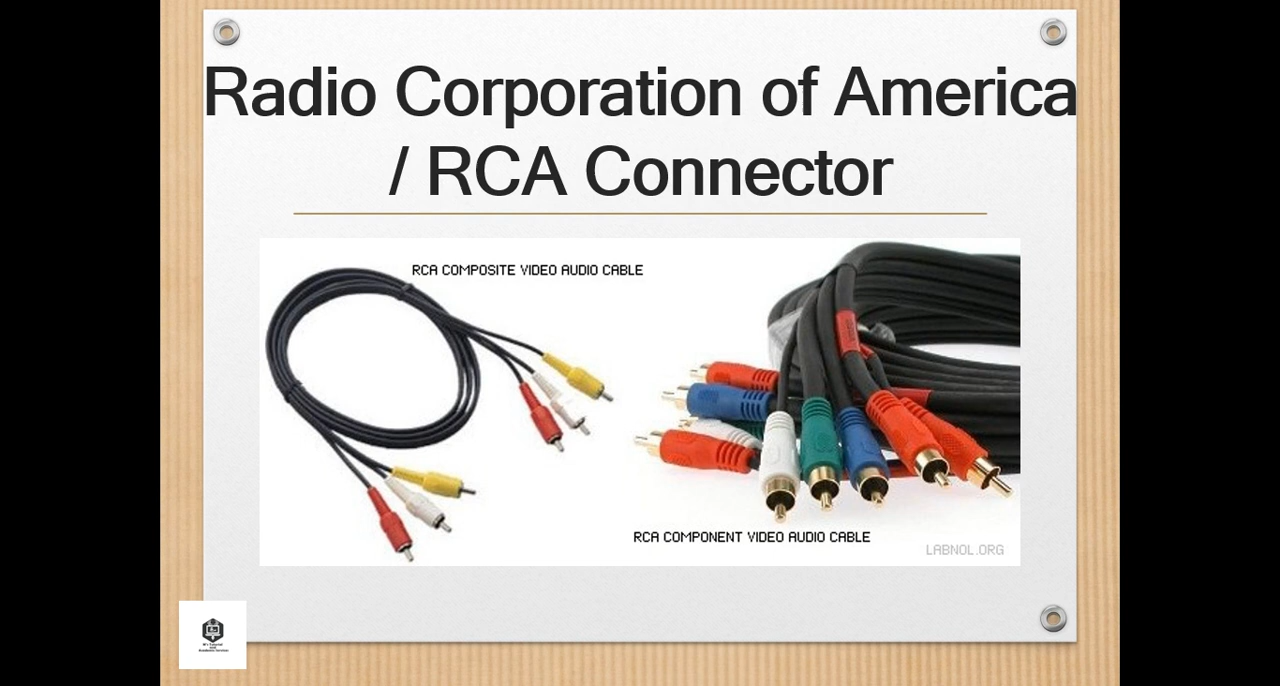 Radio Corporation of America
/ RCA Connector
RCA COMPOSITE VIDEO AUDIO CABLE
RCA COMPONENT VIDEO AUDIO CABLE
LABNOL.ORG